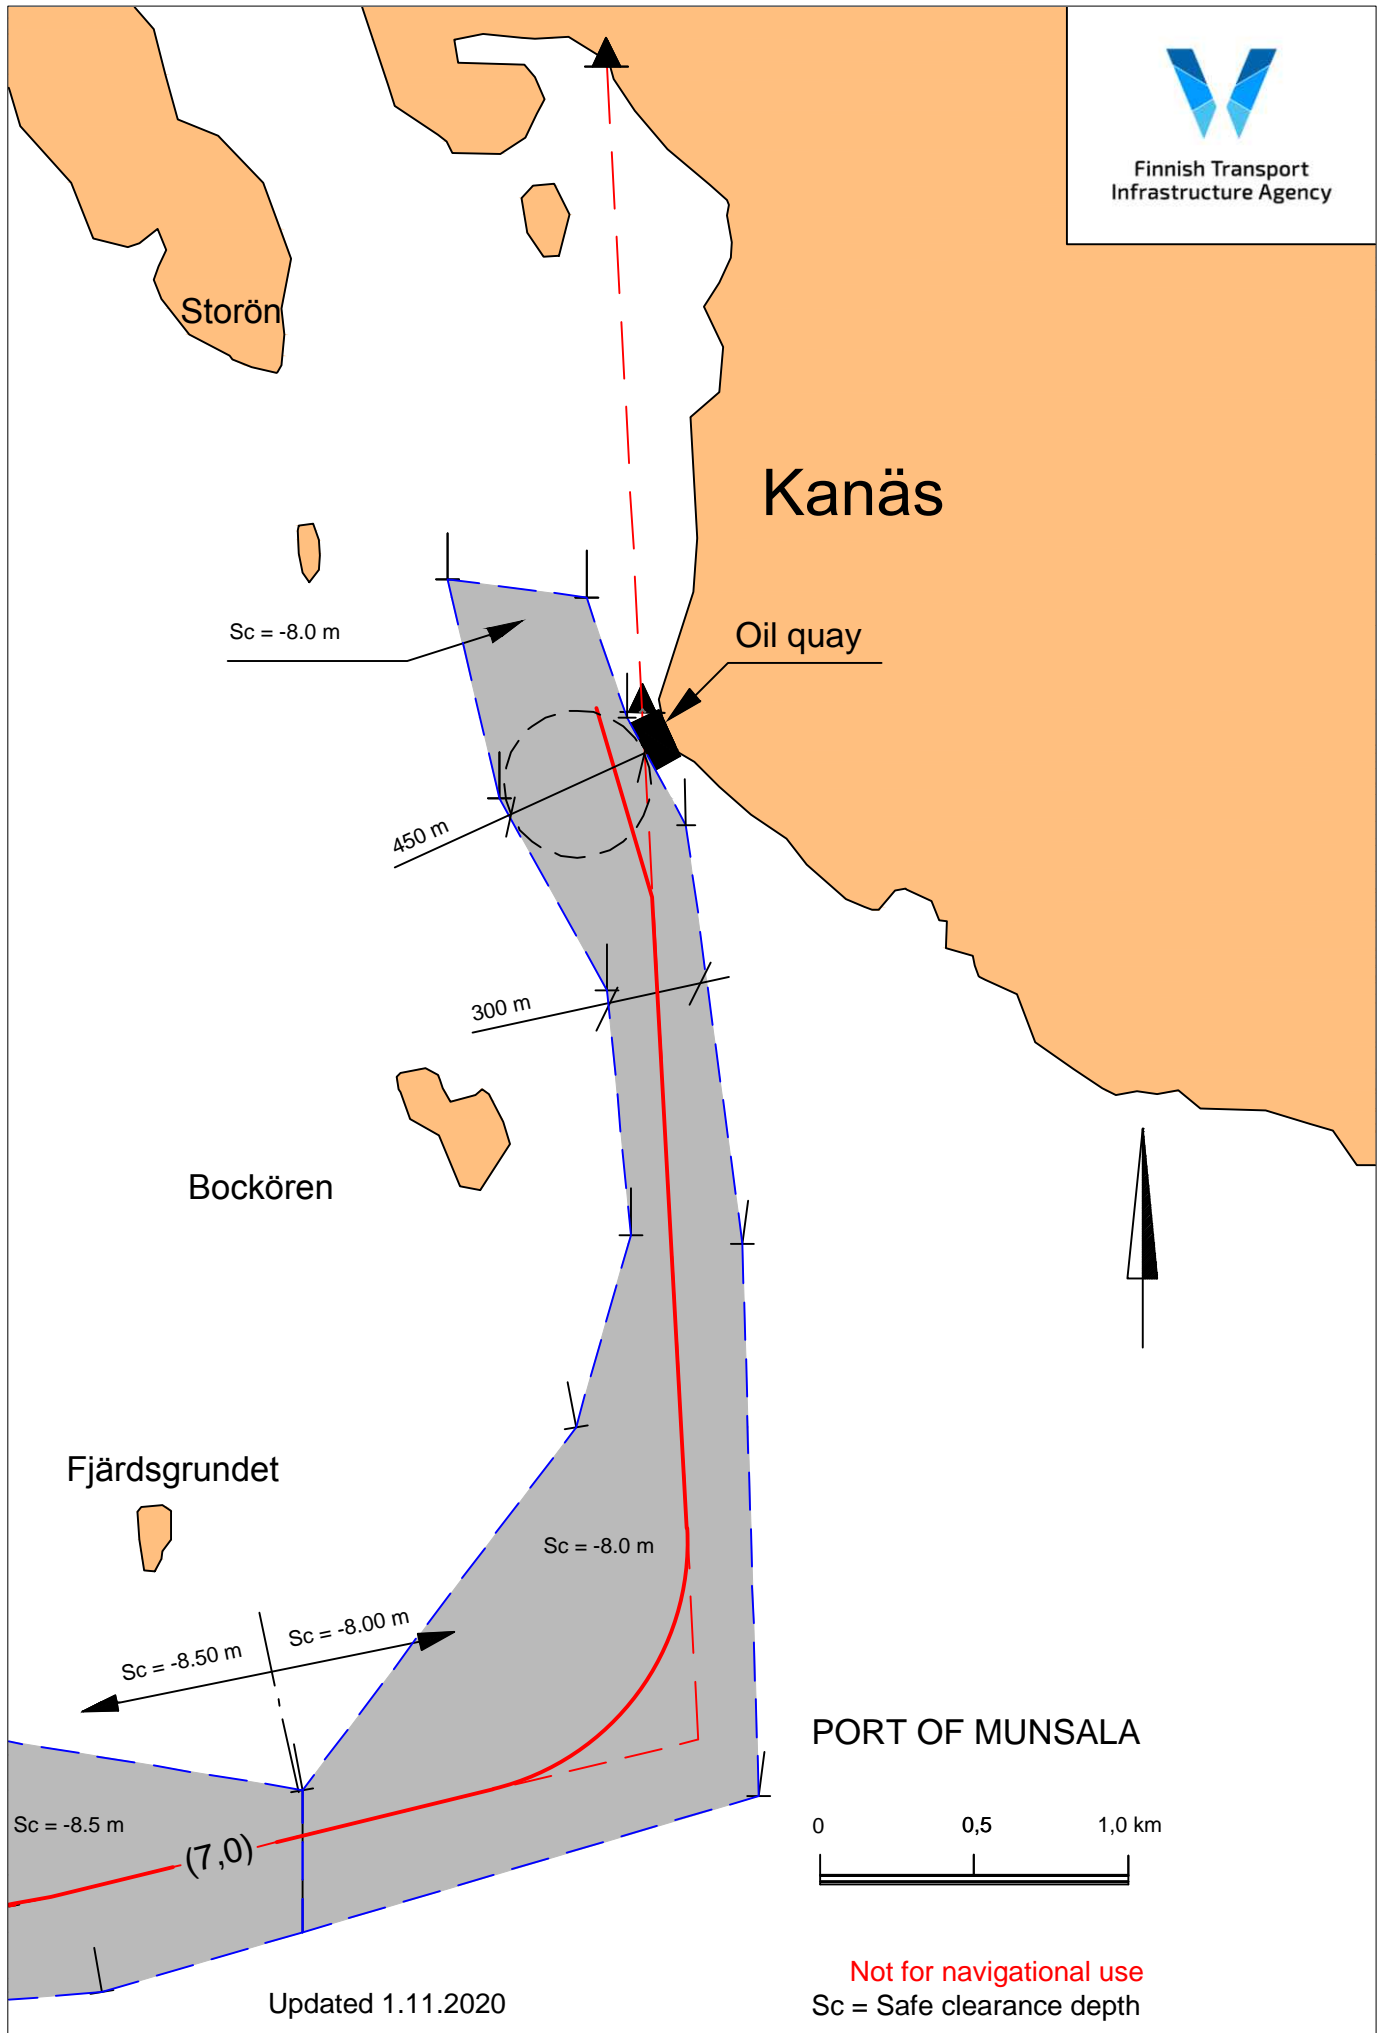 Finnish Transport
Infrastructure Agency
Storön
Kanäs
Sc = -8.0 m
Oil quay
450 m
300 m
Bockören
Fjärdsgrundet
Sc = -8.0 m
Sc = -8.50 m
Sc = -8.00 m
PORT OF MUNSALA
Sc = -8.5 m
(7,0)
0 0,5 1,0 km
Not for navigational use
Updated 1.11.2020
Sc = Safe clearance depth